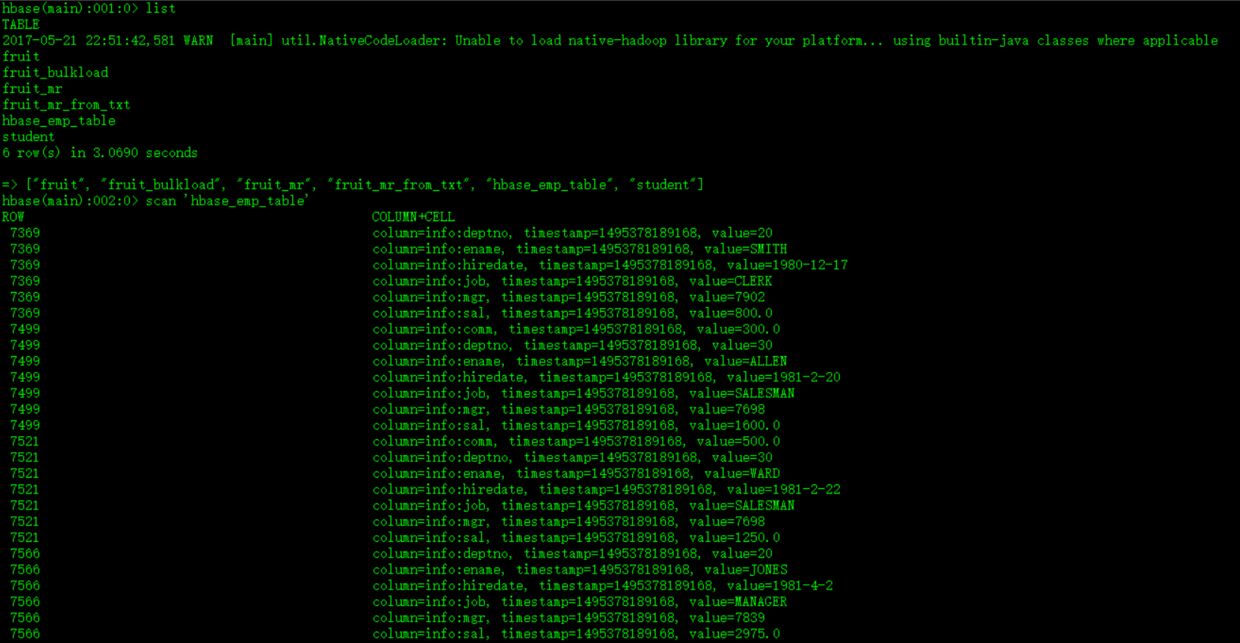 hbase(main):001:0> list
TABLE
2017-05-21 22:51:42,581 WARN  [main] util.NativeCodeLoader: Unable to load native-hadoop library for your platform... using builtin-java classes where applicable
fruit
fruit_bulkload
fruit_mr
fruit_mr_from_txt
hbase_emp_table
student
6 row(s) in 3.0690 seconds
=> ["fruit", "fruit_bulkload", "fruit_mr", "fruit_mr_from_txt", "hbase_emp_table", "student"]
hbase(main):002:0> scan 'hbase_emp_table'
ROW COLUMN+CELL
7369 column=info:deptno, timestamp=1495378189168, value=20
7369 column=info:ename, timestamp=1495378189168, value=SMITH
7369 column=info:hiredate, timestamp=1495378189168, value=1980-12-17
7369 column=info:job, timestamp=1495378189168, value=CLERK
7369 column=info:mgr, timestamp=1495378189168, value=7902
7369 column=info:sal, timestamp=1495378189168, value=800.0
7499 column=info:comm, timestamp=1495378189168, value=300.0
7499 column=info:deptno, timestamp=1495378189168, value=30
7499 column=info:ename, timestamp=1495378189168, value=ALLEN
7499 column=info:hiredate, timestamp=1495378189168, value=1981-2-20
7499 column=info:job, timestamp=1495378189168, value=SALESMAN
7499 column=info:mgr, timestamp=1495378189168, value=7698
7499 column=info:sal, timestamp=1495378189168, value=1600.0
7521 column=info:comm, timestamp=1495378189168, value=500.0
7521 column=info:deptno, timestamp=1495378189168, value=30
7521 column=info:ename, timestamp=1495378189168, value=WARD
7521 column=info:hiredate, timestamp=1495378189168, value=1981-2-22
7521 column=info:job, timestamp=1495378189168, value=SALESMAN
7521 column=info:mgr, timestamp=1495378189168, value=7698
7521 column=info:sal, timestamp=1495378189168, value=1250.0
7566 column=info:deptno, timestamp=1495378189168, value=20
7566 column=info:ename, timestamp=1495378189168, value=JONES
7566 column=info:hiredate, timestamp=1495378189168, value=1981-4-2
7566 column=info:job, timestamp=1495378189168, value=MANAGER
7566 column=info:mgr, timestamp=1495378189168, value=7839
7566 column=info:sal, timestamp=1495378189168, value=2975.0